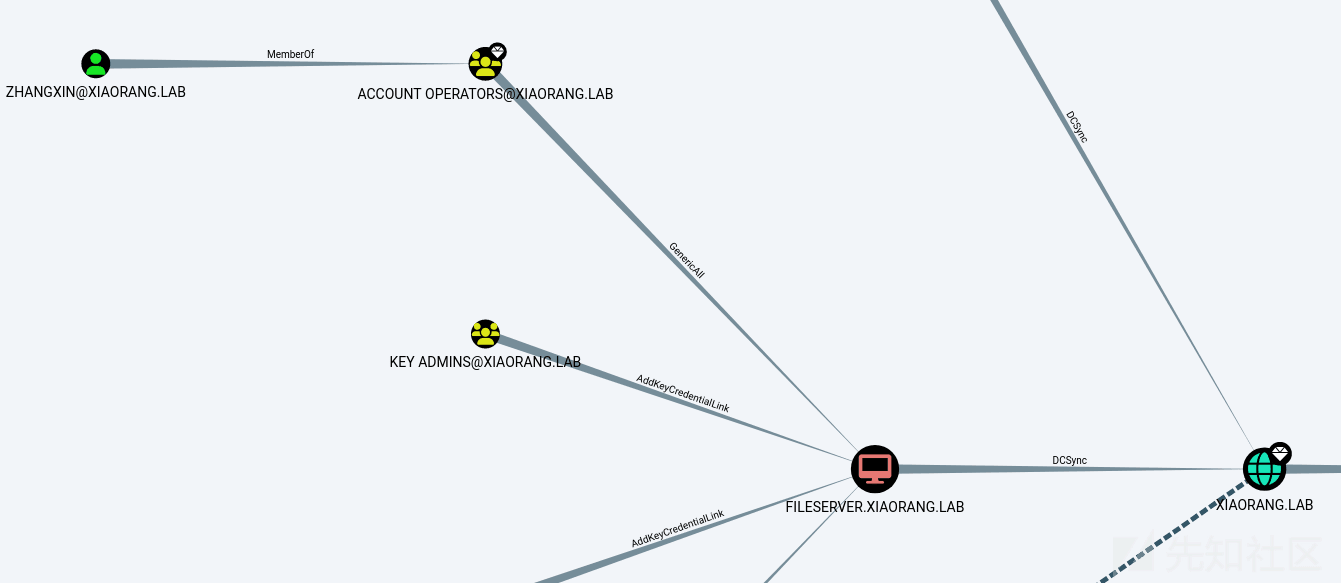 MemberOf
ZHANGXIN@XIAORANG.LAB
ACCOUNT OPERATORS@XIAORANG.LAB
DCSync
GenericAll
KEY ADMINS@XIAORANG.LAB
AddKeyCredentialLink
DCSync
FILESERVER.XIAORANG.LAB
XIAORANG.LAB
AddKeyCredentialLink
先知社区